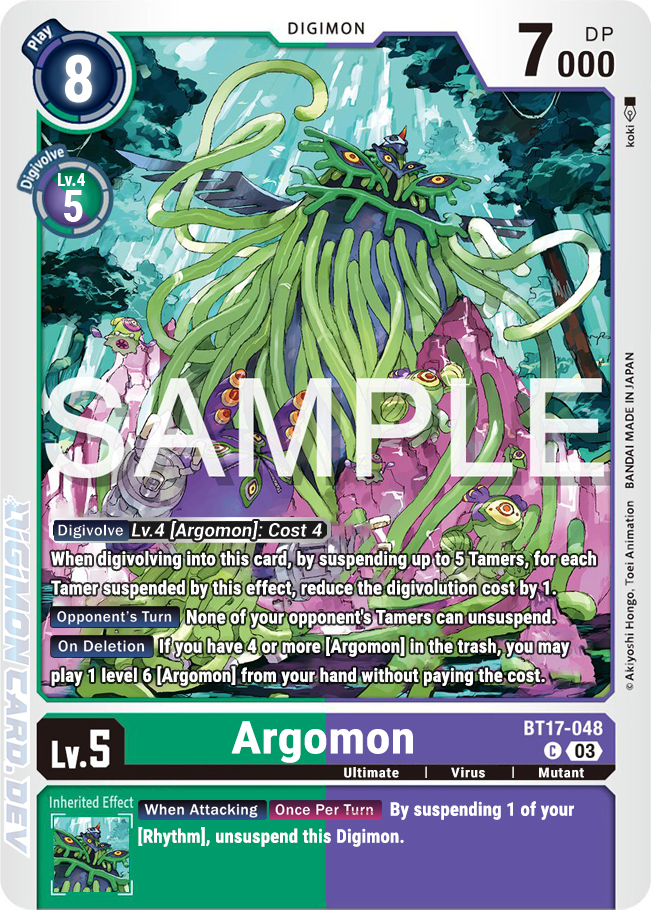 DIGIMON
Play
8
7000
DP
Digivolve
Lv.4
5
koki
SAMPLE
Digivolve Lv.4 [Argomon]: Cost 4
When digivolving into this card, by suspending up to 5 Tamers, for each
Tamer suspended by this effect, reduce the digivolution cost by 1.
Opponent's Turn None of your opponent's Tamers can unsuspend.
On Deletion If you have 4 or more [Argomon] in the trash, you may
play 1 level 6 [Argomon] from your hand without paying the cost.
© Akiyoshi Hongo, Toei Animation BANDAI MADE IN JAPAN
DIGIMONCARD.DEV
Lv.5
Argomon
BT17-048
C 03
Ultimate | Virus | Mutant
Inherited Effect
When Attacking Once Per Turn By suspending 1 of your
[Rhythm], unsuspend this Digimon.